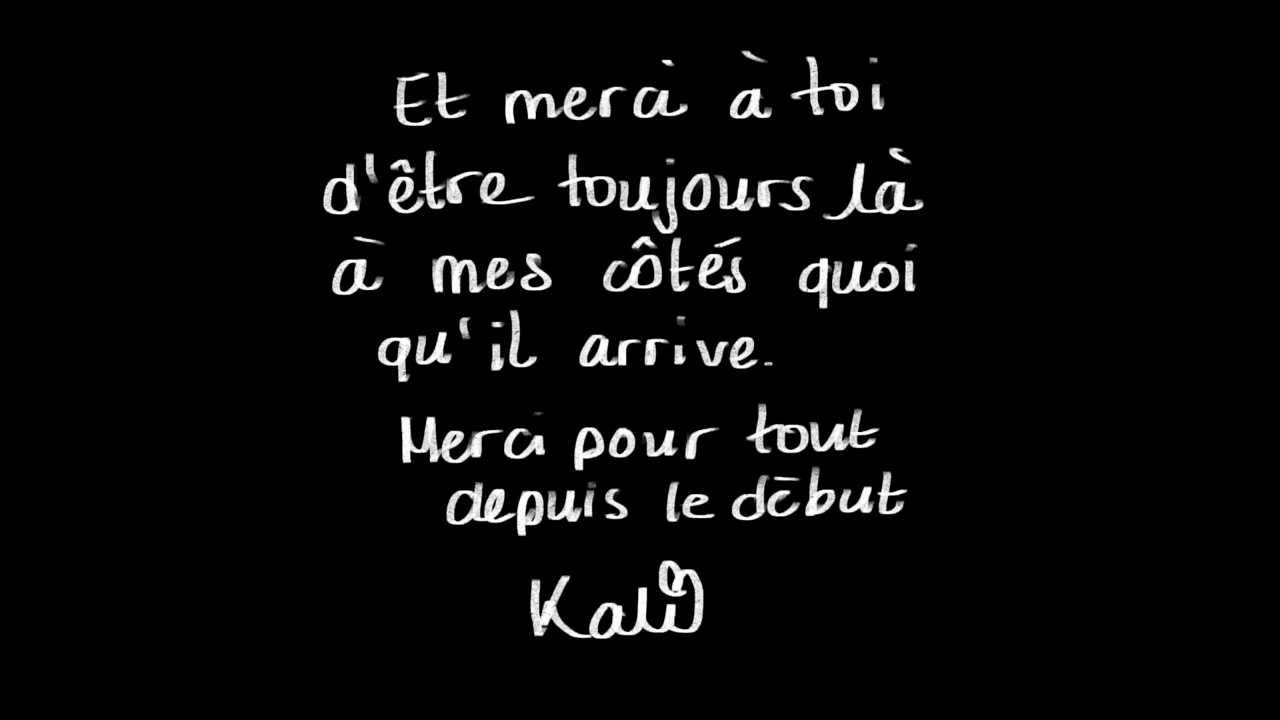 Et merci à toi
d'être toujours là
à mes côtés quoi
qu'il arrive.
Merci pour tout
depuis le début
Kali